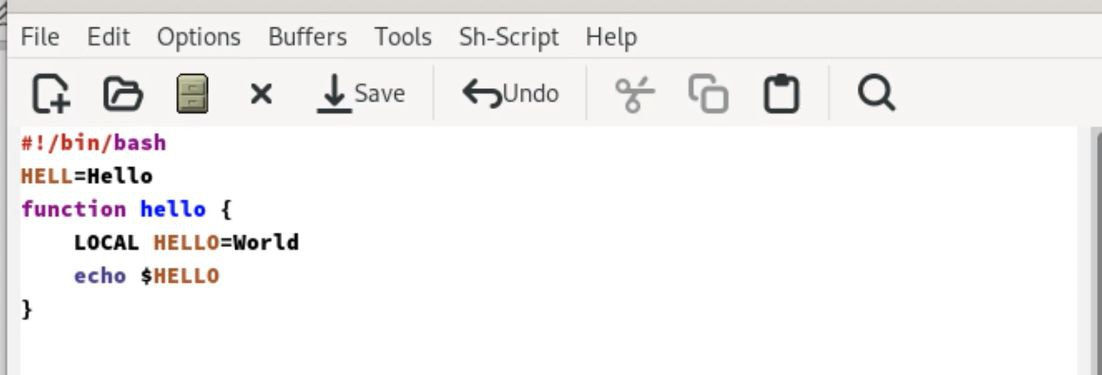 File Edit Options Buffers Tools Sh-Script Help
Save Undo
#!/bin/bash
HELL=Hello
function hello {
    LOCAL HELLO=World
    echo $HELLO
}